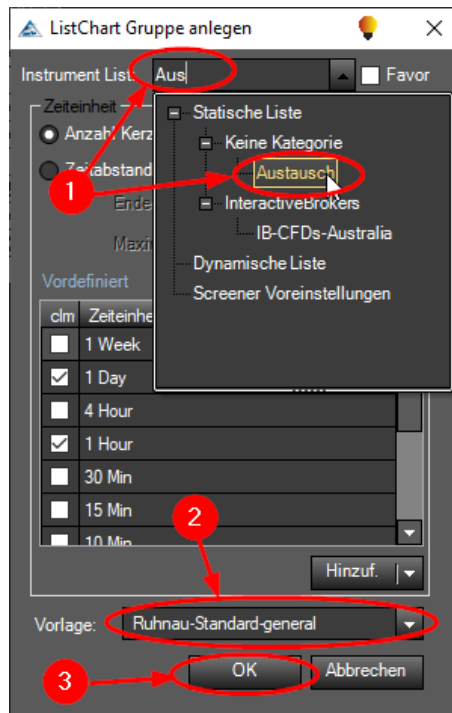 ListChart Gruppe anlegen
Instrument List: Aus Favor
Zeiteinheit
Anzahl Kerz
Zeitabstand
Ende
Maxi
Statische Liste
Keine Kategorie
Austausch
InteractiveBrokers
IB-CFDs-Australia
Dynamische Liste
Screener Voreinstellungen
1
Vordefiniert
clm Zeiteinhe
1 Week
1 Day
4 Hour
1 Hour
30 Min
15 Min
10 Min
2
Hinzuf.
Vorlage: Ruhnau-Standard-general
3
OK Abbrechen